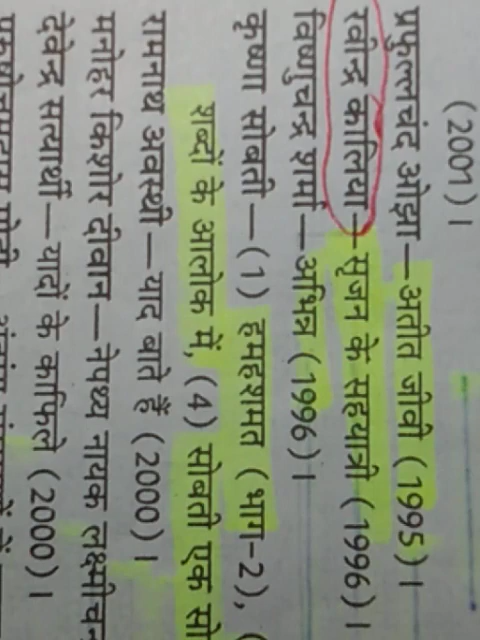 (2001) ।
प्रफुल्लचंद ओझा—अतीत जीवी (1995) ।
रवीन्द्र कालिया—सृजन के सहयात्री (1996) ।
विष्णुचन्द्र शर्मा—अभिन्न (1996) ।
कृष्णा सोबती—(1) हमहशमत (भाग-2), (
शब्दों के आलोक में, (4) सोबती एक सो
रामनाथ अवस्थी—याद बाते हैं (2000) ।
मनोहर किशोर दीवान—नेपथ्य नायक लक्ष्मीचन
देवेन्द्र सत्यार्थी—यादों के काफिले (2000) ।